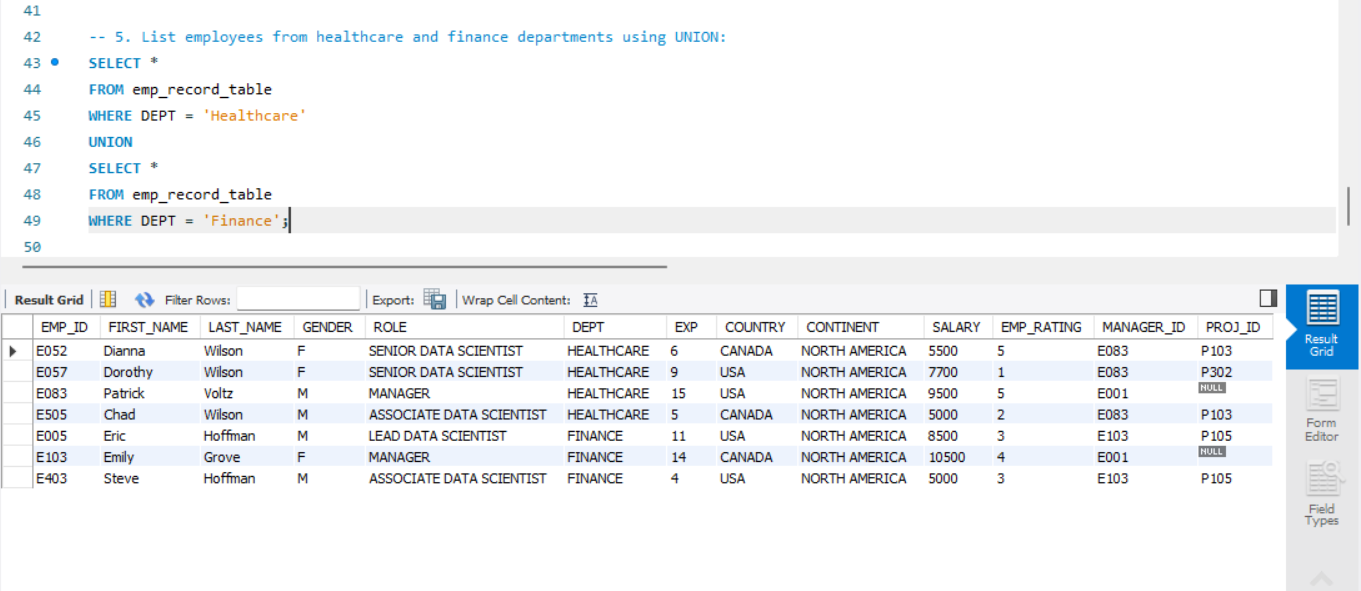 41
42 -- 5. List employees from healthcare and finance departments using UNION:
43 SELECT *
44 FROM emp_record_table
45 WHERE DEPT = 'Healthcare'
46 UNION
47 SELECT *
48 FROM emp_record_table
49 WHERE DEPT = 'Finance';
50
Result Grid Filter Rows: Export: Wrap Cell Content: IA
EMP_ID FIRST_NAME LAST_NAME GENDER ROLE DEPT EXP COUNTRY CONTINENT SALARY EMP_RATING MANAGER_ID PROJ_ID
E052 Dianna Wilson F SENIOR DATA SCIENTIST HEALTHCARE 6 CANADA NORTH AMERICA 5500 5 E083 P103
E057 Dorothy Wilson F SENIOR DATA SCIENTIST HEALTHCARE 9 USA NORTH AMERICA 7700 1 E083 P302
E083 Patrick Voltz M MANAGER HEALTHCARE 15 USA NORTH AMERICA 9500 5 E001 NULL
E505 Chad Wilson M ASSOCIATE DATA SCIENTIST HEALTHCARE 5 CANADA NORTH AMERICA 5000 2 E083 P103
E005 Eric Hoffman M LEAD DATA SCIENTIST FINANCE 11 USA NORTH AMERICA 8500 3 E103 P105
E103 Emily Grove F MANAGER FINANCE 14 CANADA NORTH AMERICA 10500 4 E001 NULL
E403 Steve Hoffman M ASSOCIATE DATA SCIENTIST FINANCE 4 USA NORTH AMERICA 5000 3 E103 P105
Result
Grid
Form
Editor
Field
Types